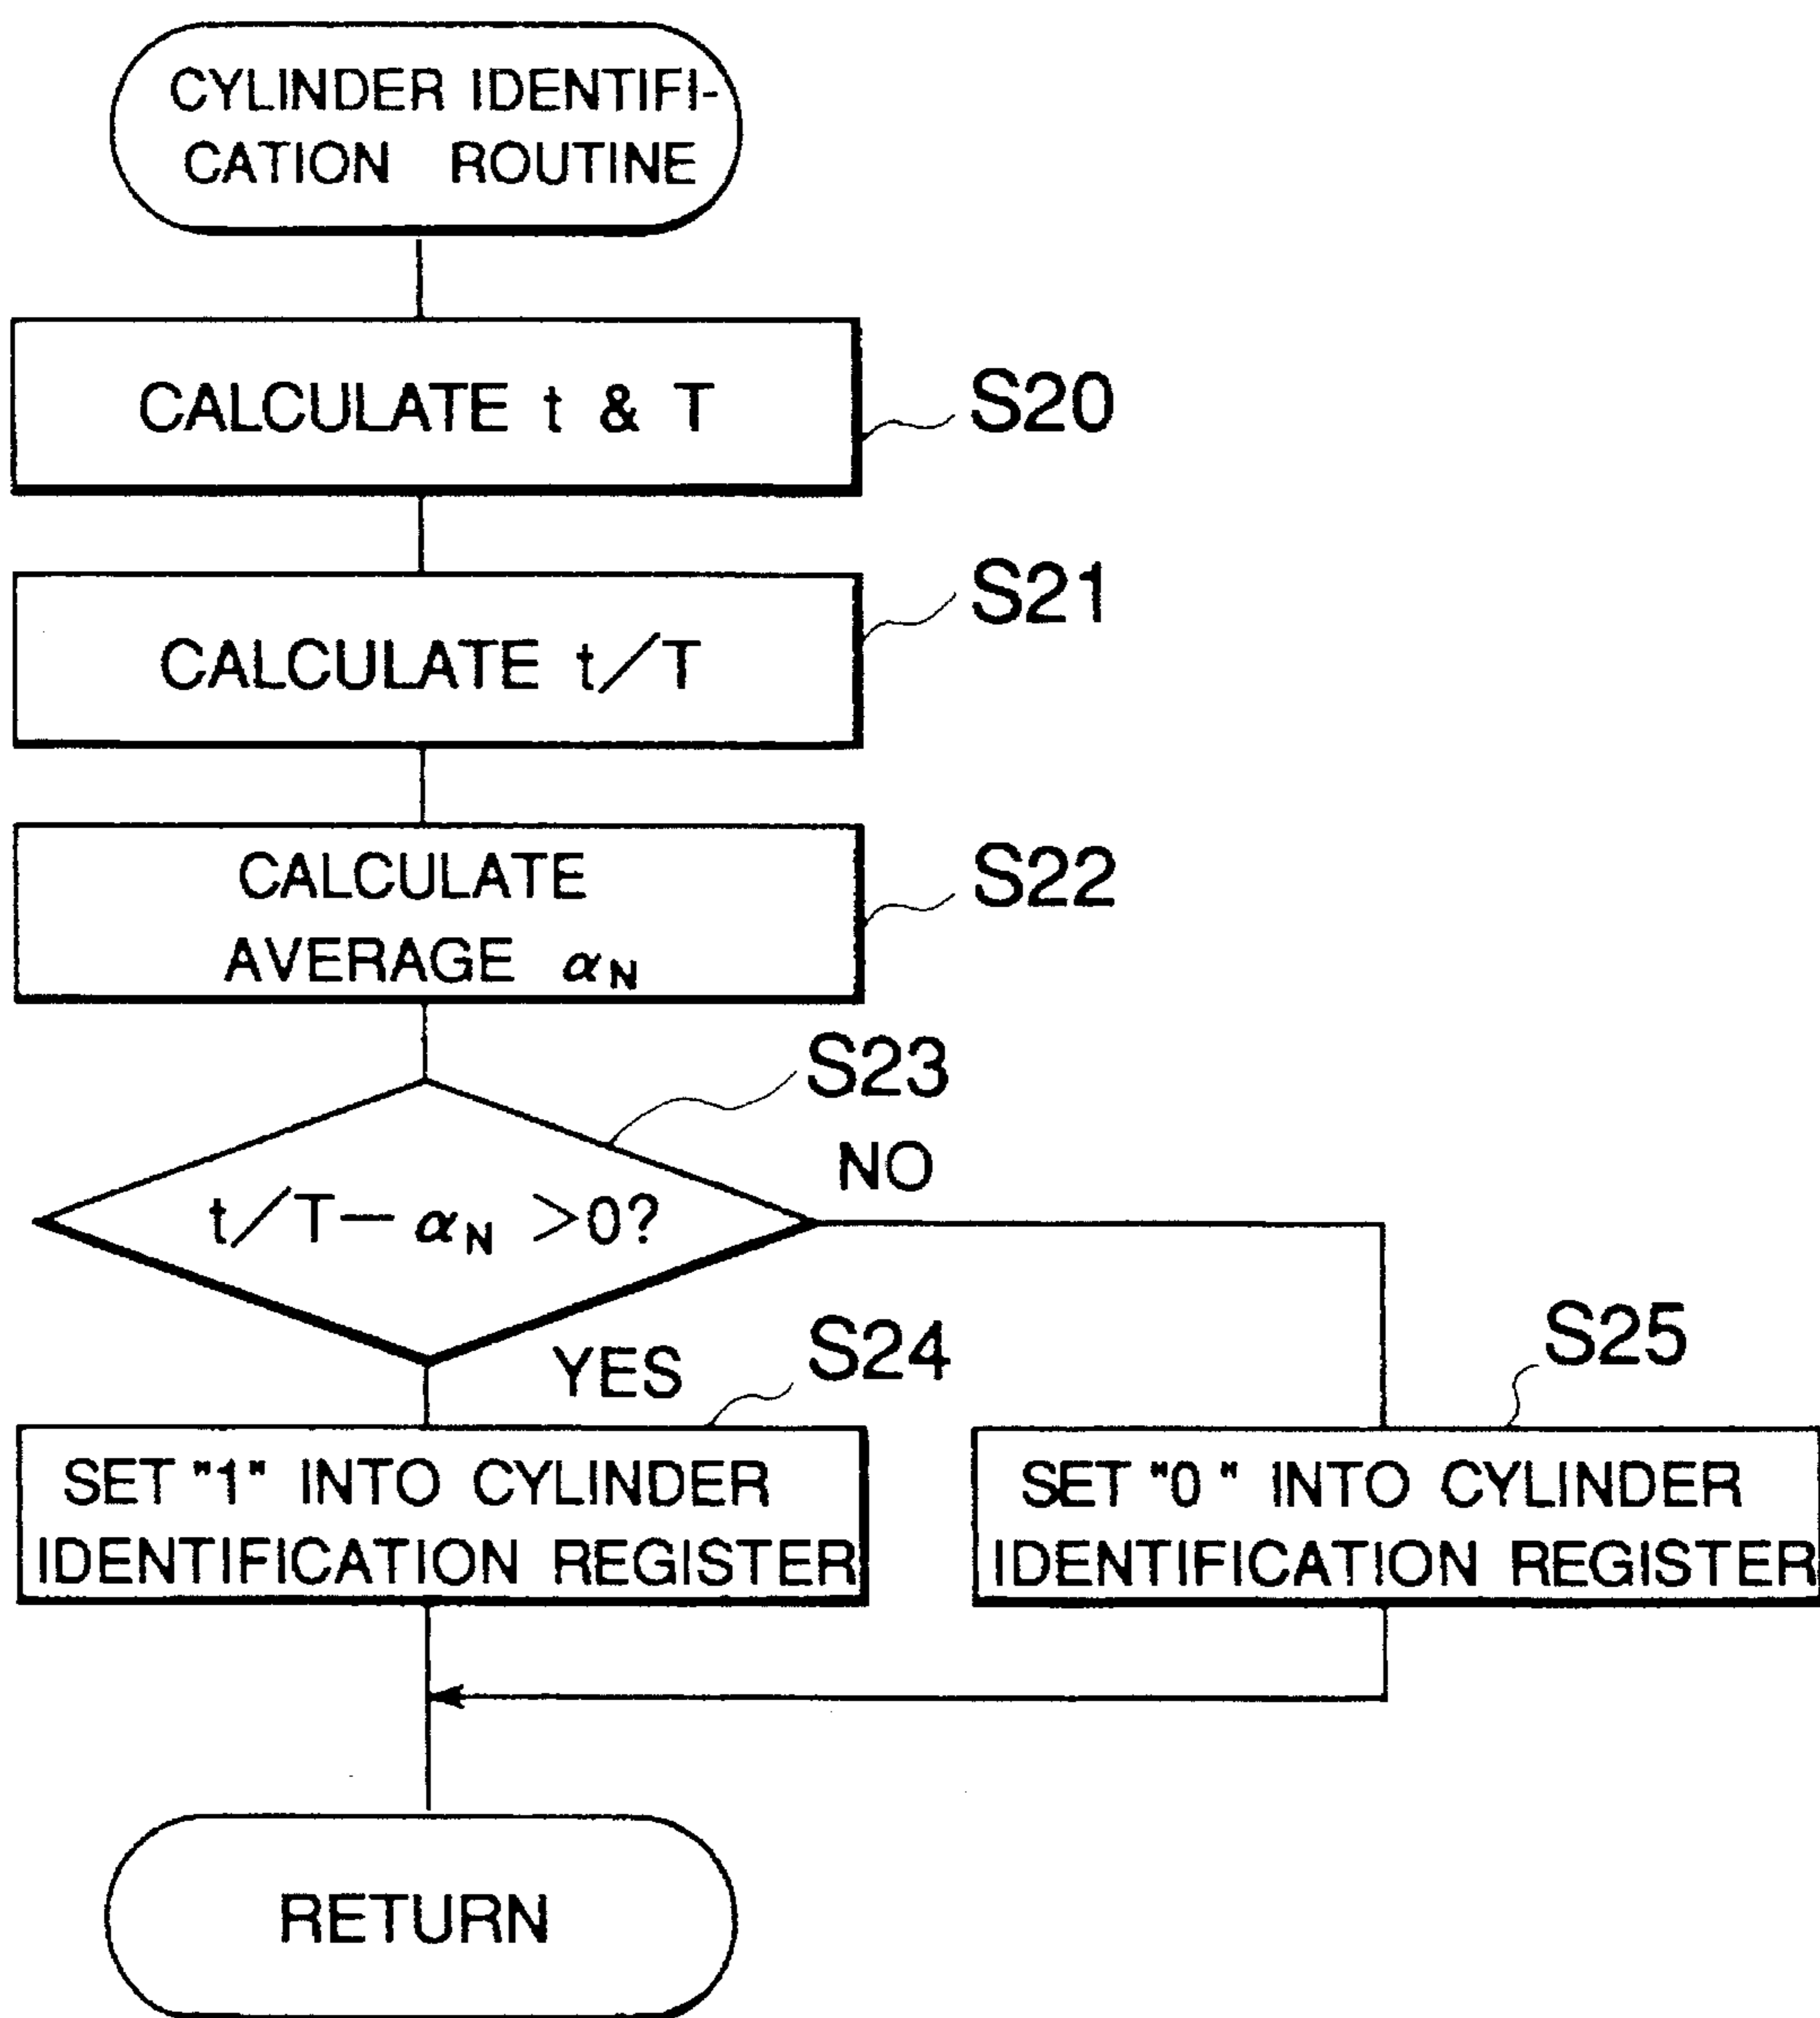 CYLINDER IDENTIFI-
CATION ROUTINE
CALCULATE t & T
S20
CALCULATE t/T
S21
CALCULATE
AVERAGE αN
S22
S23
NO
t/T— αN >0?
YES
S24
S25
SET "1" INTO CYLINDER
IDENTIFICATION REGISTER
SET "0" INTO CYLINDER
IDENTIFICATION REGISTER
RETURN